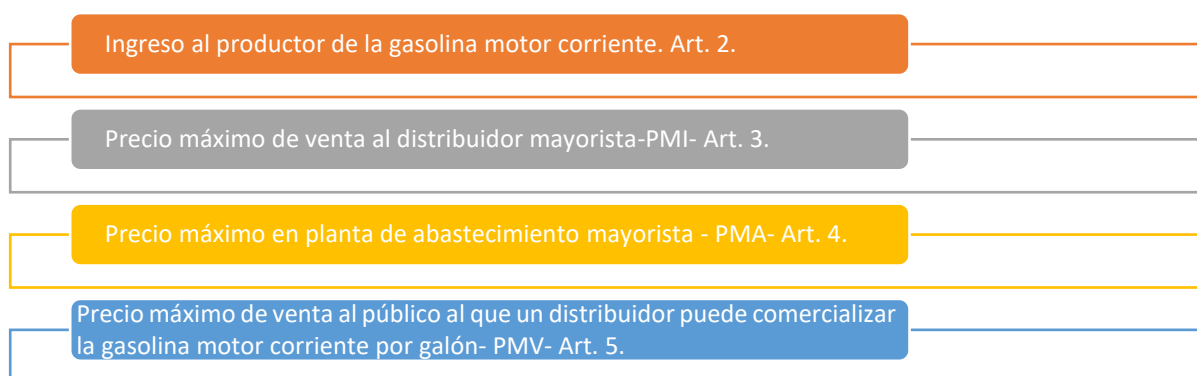 Ingreso al productor de la gasolina motor corriente. Art. 2.
Precio máximo de venta al distribuidor mayorista-PMI- Art. 3.
Precio máximo en planta de abastecimiento mayorista - PMA- Art. 4.
Precio máximo de venta al público al que un distribuidor puede comercializar
la gasolina motor corriente por galón- PMV- Art. 5.